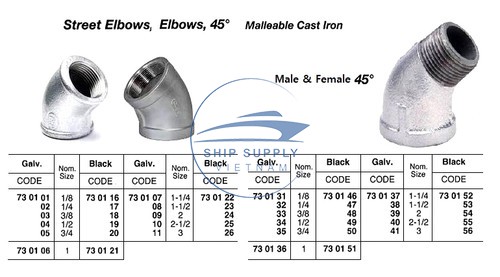 Street Elbows, Elbows, 45° Malleable Cast Iron
Male & Female 45°
SHIP SUPPLY
VIETNAM
Galv. Nom. Size Black Galv. Nom. Size Black
CODE CODE CODE CODE
73 01 01 1/8 73 01 16 73 01 07 1-1/4 73 01 22
02 1/4 17 08 1-1/2 23
03 3/8 18 09 2 24
04 1/2 19 10 2-1/2 25
05 3/4 20 11 3 26
73 01 06 1 73 01 21
Galv. Nom. Size Black Galv. Nom. Size Black
CODE CODE CODE CODE
73 01 31 1/8 73 01 46 73 01 37 1-1/4 73 01 52
32 1/4 47 38 1-1/2 53
33 3/8 48 39 2 54
34 1/2 49 40 2-1/2 55
35 3/4 50 41 3 56
73 01 36 1 73 01 51